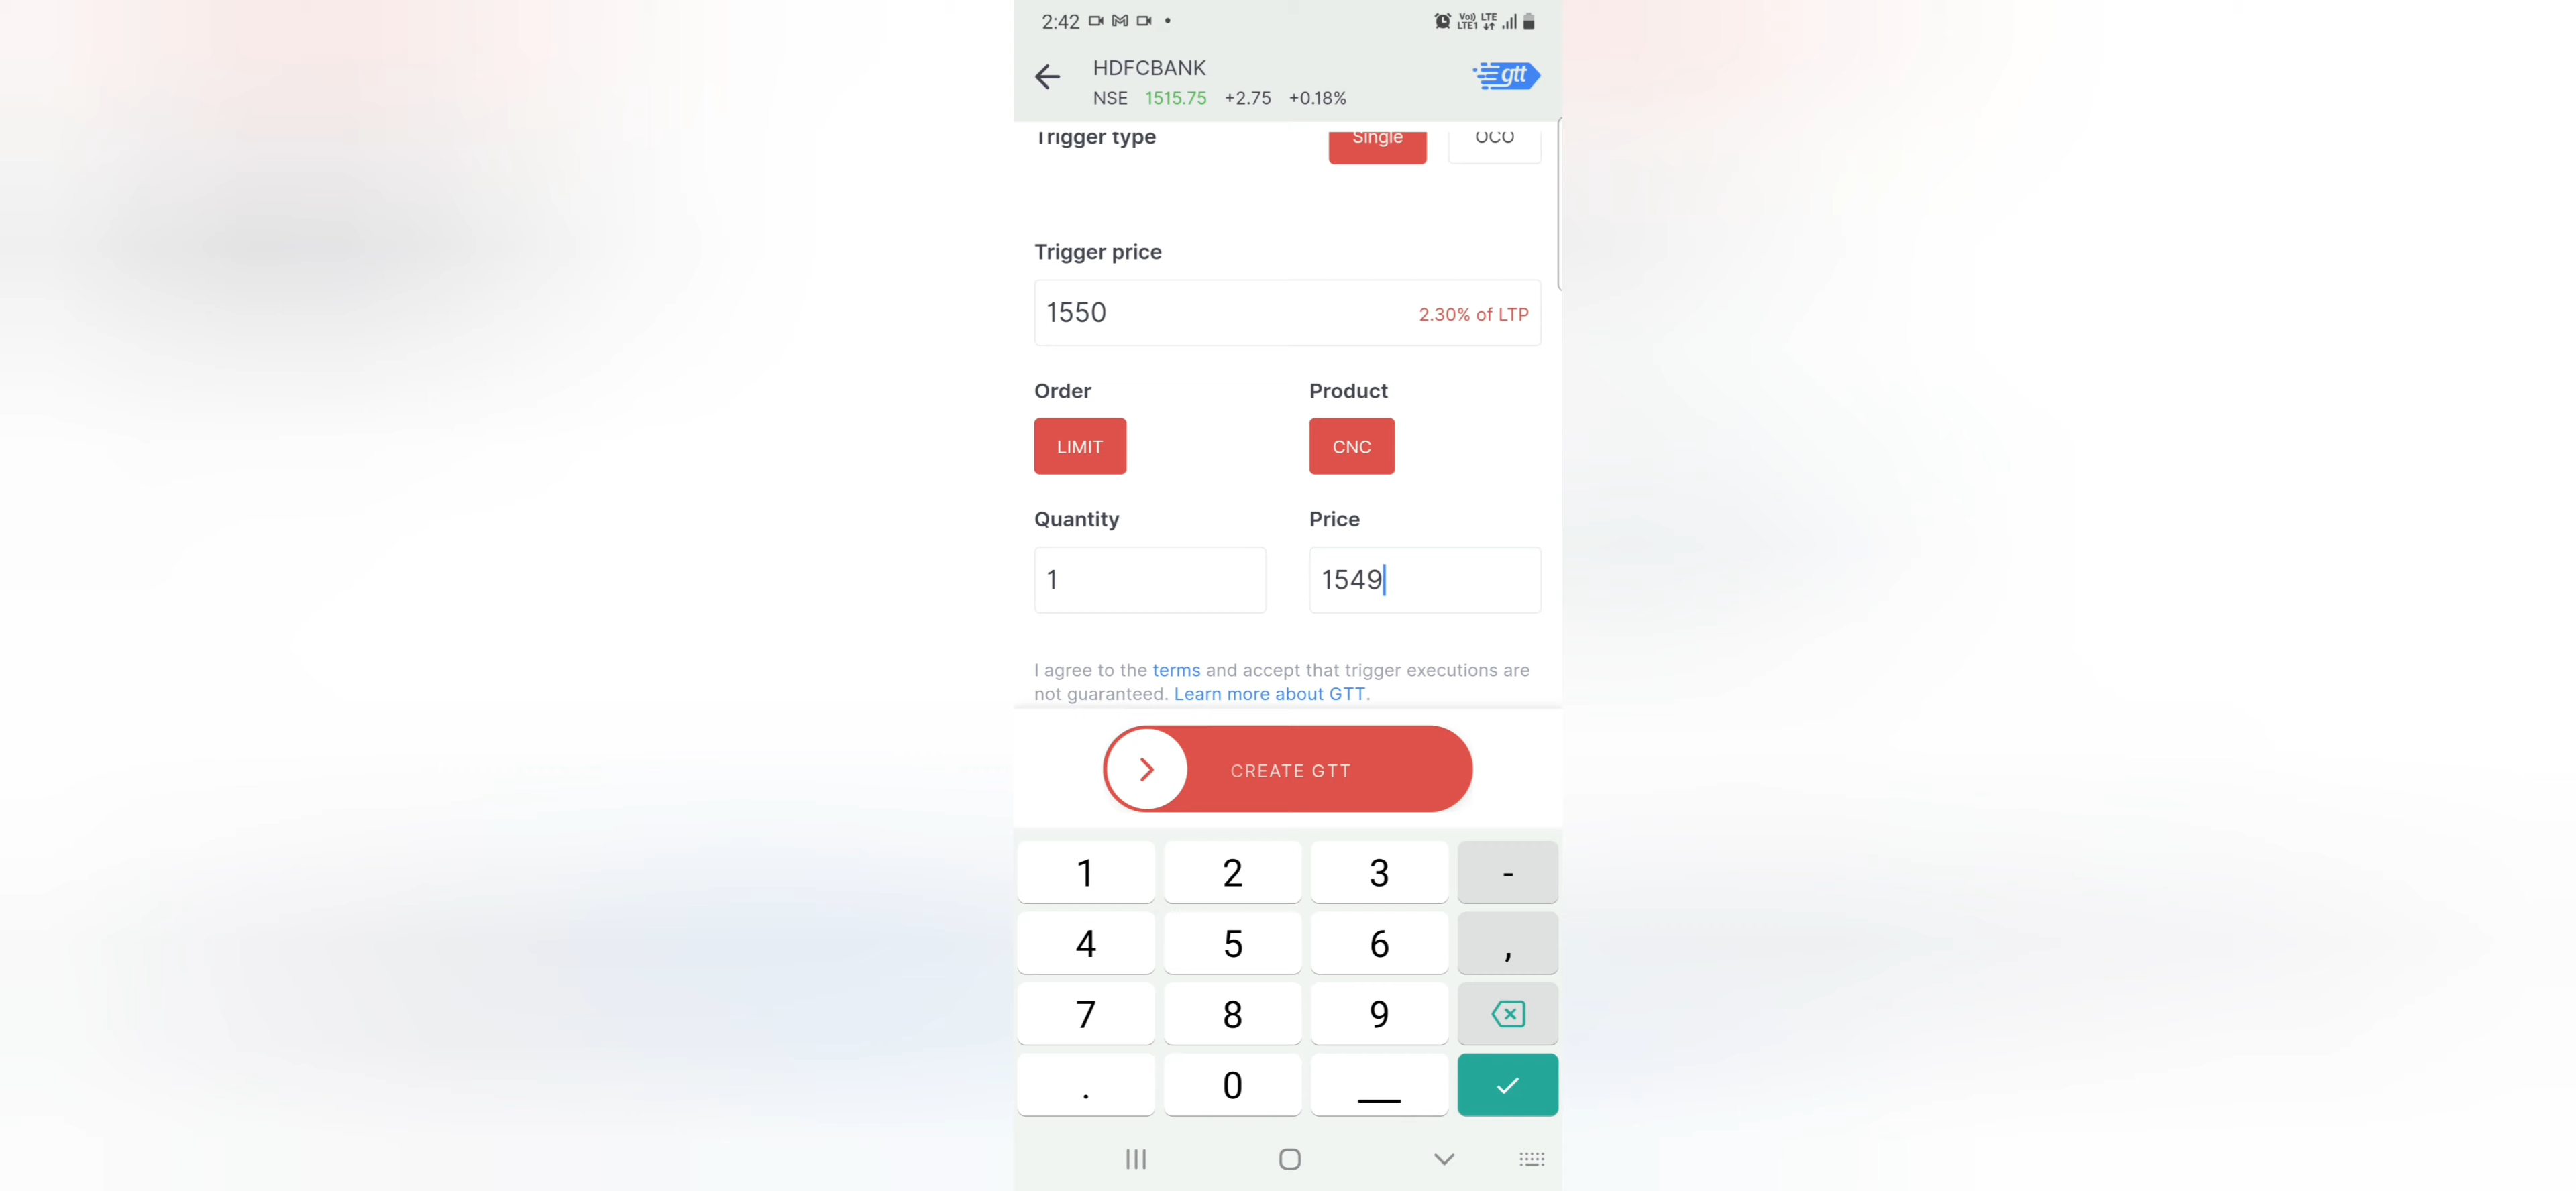 2:42
Vo) LTE
LTE1
HDFCBANK
gtt
NSE 1515.75 +2.75 +0.18%
Trigger type Single OCO
Trigger price
1550 2.30% of LTP
Order Product
LIMIT CNC
Quantity Price
1 1549
I agree to the terms and accept that trigger executions are
not guaranteed. Learn more about GTT.
CREATE GTT
1 2 3 -
4 5 6 ,
7 8 9
. 0